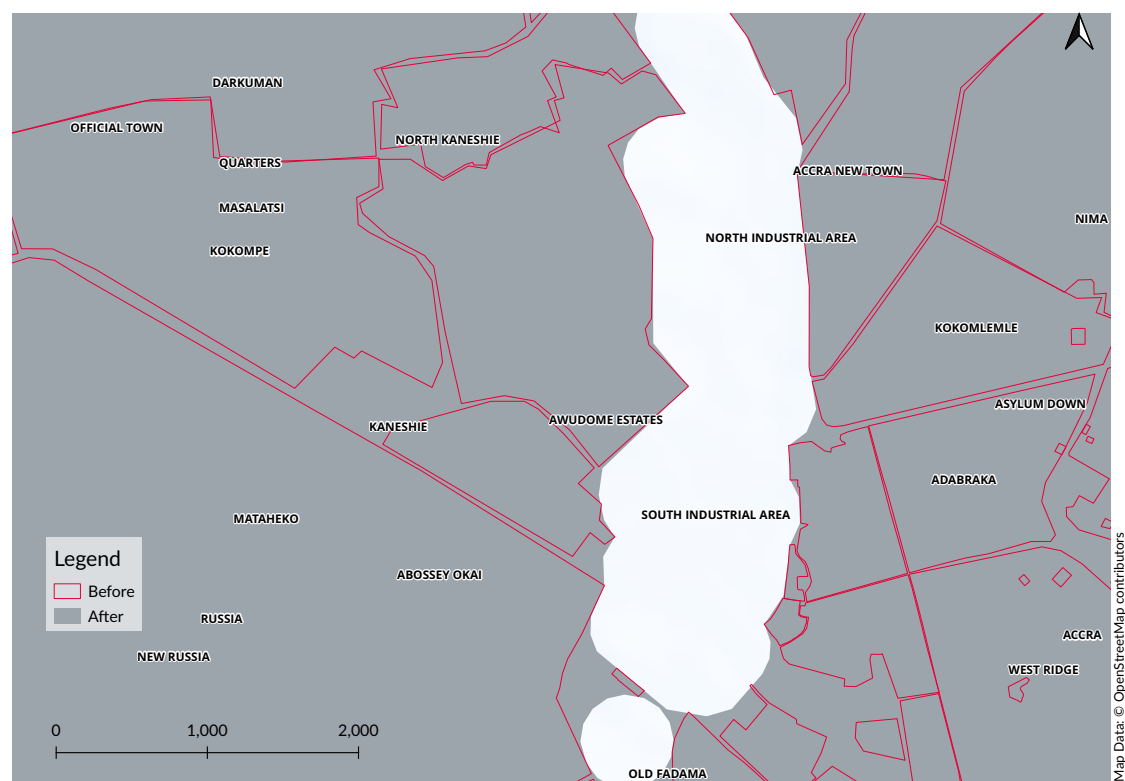 DARKUMAN
OFFICIAL TOWN
NORTH KANESHIE
QUARTERS
ACCRA NEW TOWN
MASALATSI
NIMA
NORTH INDUSTRIAL AREA
KOKOMPE
KOKOMLEMLE
ASYLUM DOWN
AWUDOME ESTATES
KANESHIE
ADABRAKA
SOUTH INDUSTRIAL AREA
MATAHEKO
Legend
Before
After
ABOSSEY OKAI
RUSSIA
ACCRA
NEW RUSSIA
WEST RIDGE
0 1,000 2,000
OLD FADAMA
Map Data: © OpenStreetMap contributors